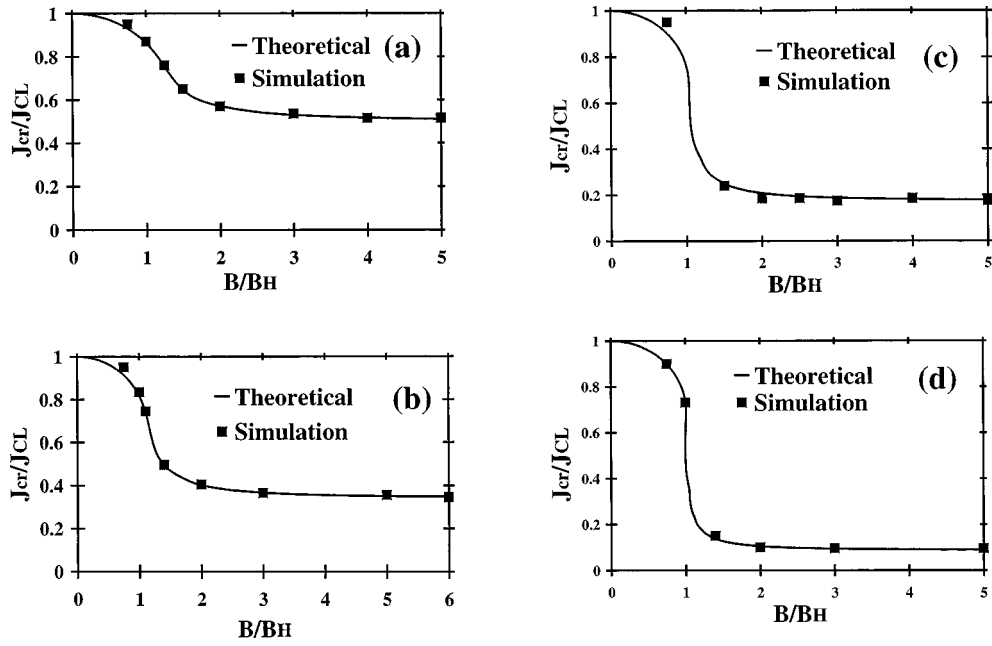 1
0.8
0.6
0.4
0.2
0
Jcr/JCL
Theoretical
Simulation
(a)
0 1 2 3 4 5
B/BH
1
0.8
0.6
0.4
0.2
0
Jcr/JCL
Theoretical
Simulation
(b)
0 1 2 3 4 5 6
B/BH
1
0.8
0.6
0.4
0.2
0
Jcr/JCL
Theoretical
Simulation
(c)
0 1 2 3 4 5
B/BH
1
0.8
0.6
0.4
0.2
0
Jcr/JCL
Theoretical
Simulation
(d)
0 1 2 3 4 5
B/BH